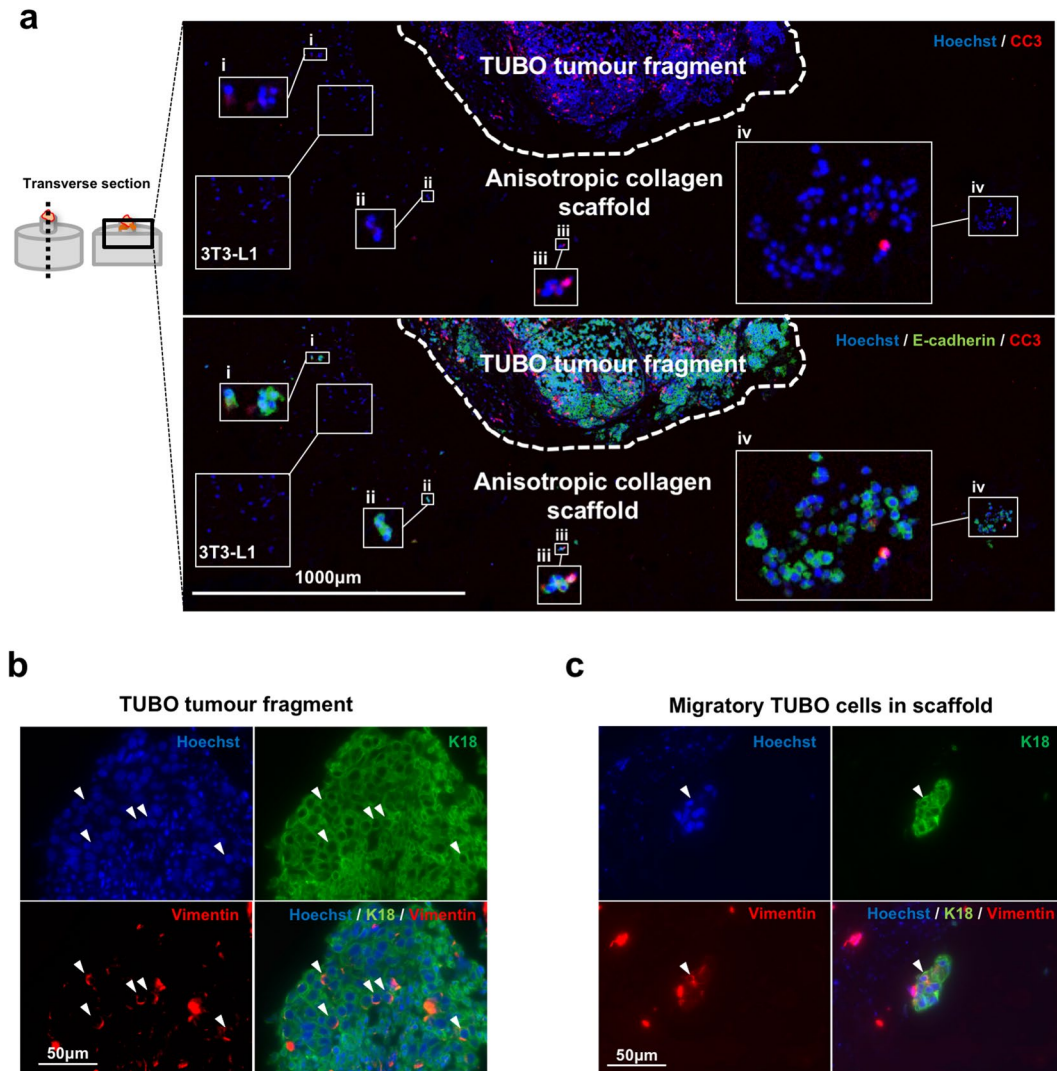 a
Hoechst / CC3
TUBO tumour fragment
i
i
iv
Transverse section
Anisotropic collagen
scaffold
ii
ii
iv
3T3-L1
iii
iii
Hoechst / E-cadherin / CC3
TUBO tumour fragment
i
i
iv
Anisotropic collagen
scaffold
ii
ii
iv
3T3-L1
iii
iii
1000µm
b
TUBO tumour fragment
Hoechst
K18
Vimentin
Hoechst / K18 / Vimentin
50µm
c
Migratory TUBO cells in scaffold
Hoechst
K18
Vimentin
Hoechst / K18 / Vimentin
50µm